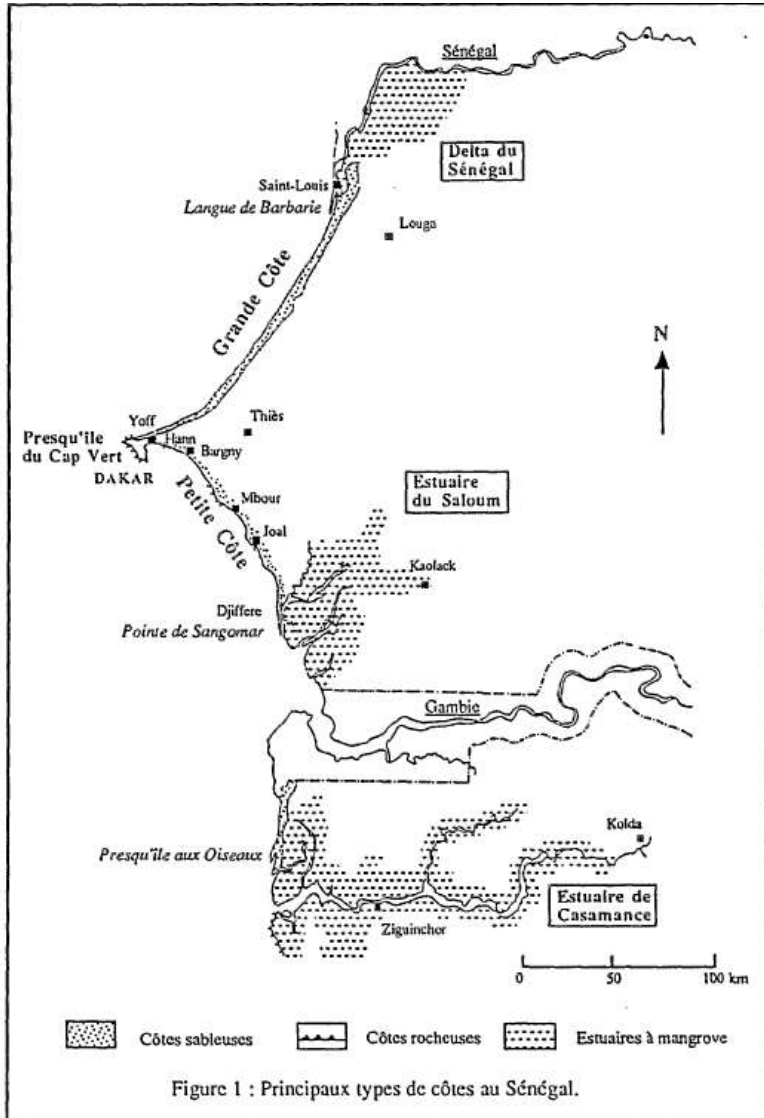 Sénégal
Delta du
Sénégal
Saint-Louis
Langue de Barbarie
Louga
Grande Côte
N
Yoff
Thiès
Presqu'île
du Cap Vert
Hann
Bargny
DAKAR
Petite Côte
Mbour
Joal
Estuaire
du Saloum
Kaolack
Djiffere
Pointe de Sangomar
Gambie
Kolda
Presqu'île aux Oiseaux
Estuaire de
Casamance
Ziguinchor
0 50 100 km
Côtes sableuses
Côtes rocheuses
Estuaires à mangrove
Figure 1 : Principaux types de côtes au Sénégal.